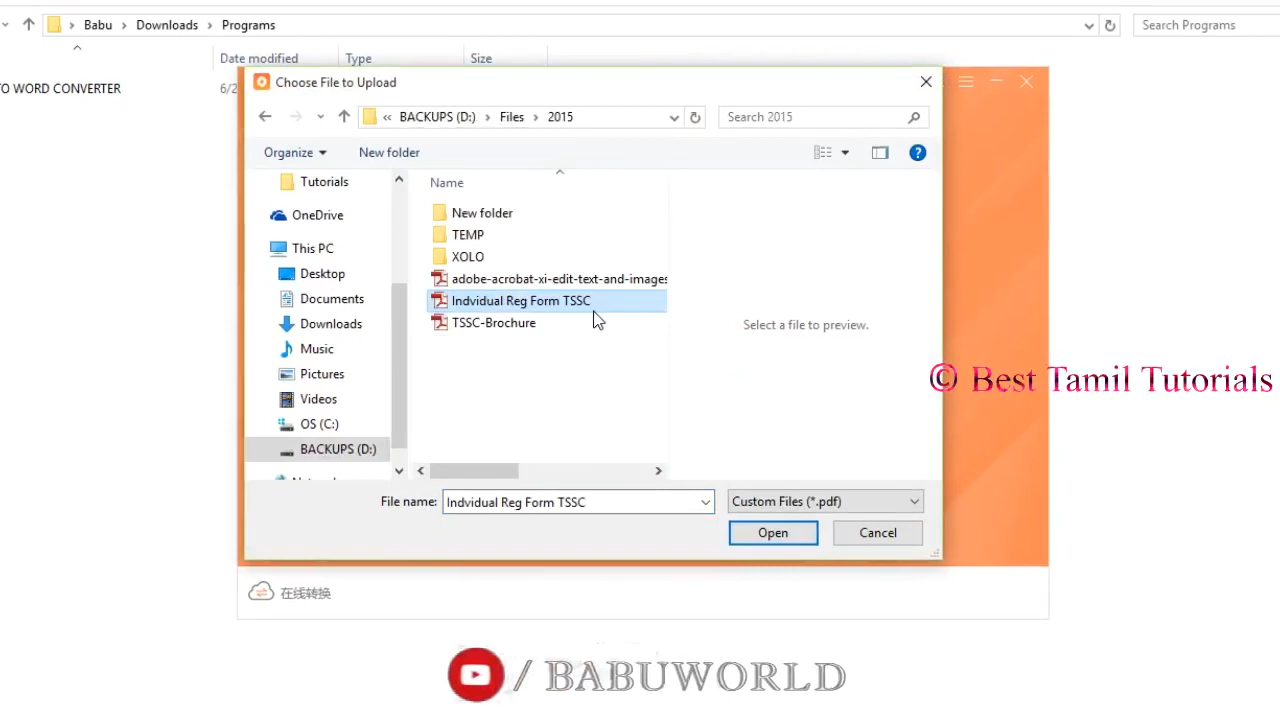 Babu > Downloads > Programs
Search Programs
Date modified Type Size
O WORD CONVERTER 6/2
Choose File to Upload
« BACKUPS (D:) > Files > 2015
Search 2015
Organize New folder
Tutorials
OneDrive
This PC
Desktop
Documents
Downloads
Music
Pictures
Videos
OS (C:)
BACKUPS (D:)
Name
New folder
TEMP
XOLO
adobe-acrobat-xi-edit-text-and-images
Indvidual Reg Form TSSC
TSSC-Brochure
Select a file to preview.
© Best Tamil Tutorials
File name: Indvidual Reg Form TSSC
Custom Files (*.pdf)
Open Cancel
在线转换
/ BABUWORLD